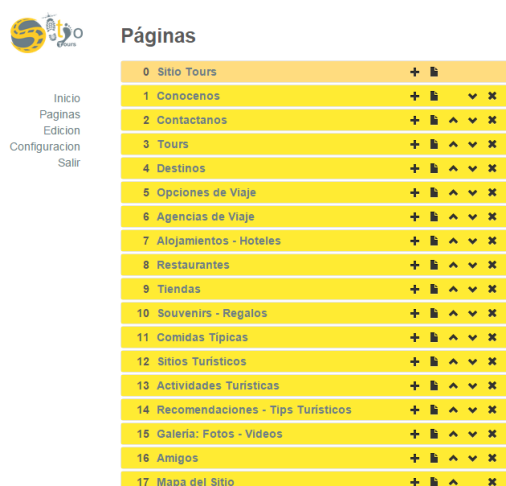 Sitio
Tours
Páginas
Inicio
Paginas
Edicion
Configuracion
Salir
0 Sitio Tours
1 Conocenos
2 Contactanos
3 Tours
4 Destinos
5 Opciones de Viaje
6 Agencias de Viaje
7 Alojamientos - Hoteles
8 Restaurantes
9 Tiendas
10 Souvenirs - Regalos
11 Comidas Típicas
12 Sitios Turísticos
13 Actividades Turísticas
14 Recomendaciones - Tips Turísticos
15 Galería: Fotos - Videos
16 Amigos
17 Mapa del Sitio